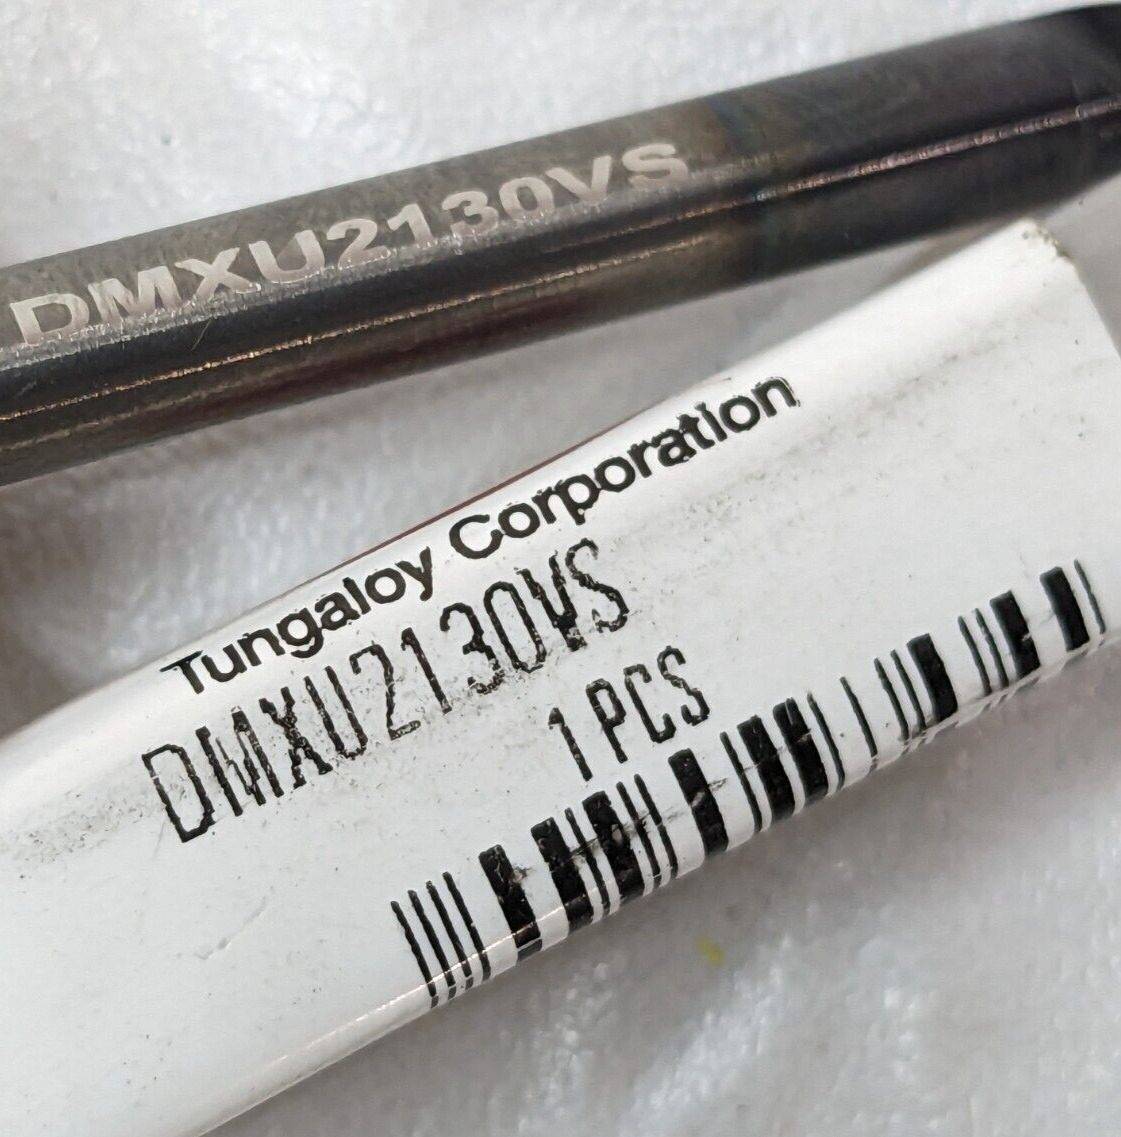 DMXU2130VS
Tungaloy Corporation
DMXU2130VS
1 PCS